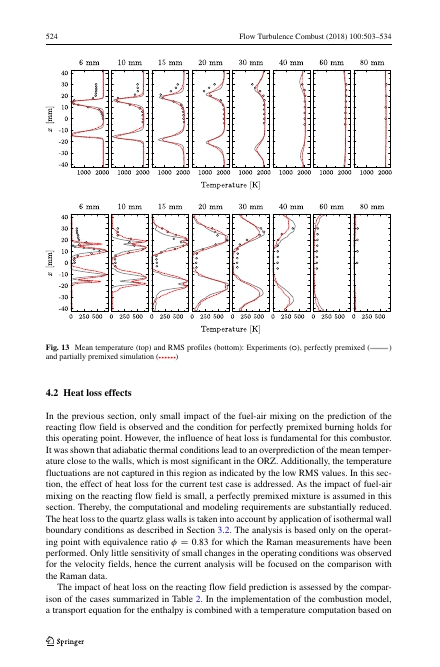 524
Flow Turbulence Combust (2018) 100:503–534
6 mm 10 mm 15 mm 20 mm 30 mm 40 mm 60 mm 80 mm
40
30
20
10
0
-10
-20
-30
-40
x [mm]
1000 2000 1000 2000 1000 2000 1000 2000 1000 2000 1000 2000 1000 2000 1000 2000
Temperature [K]
6 mm 10 mm 15 mm 20 mm 30 mm 40 mm 60 mm 80 mm
40
30
20
10
0
-10
-20
-30
-40
x [mm]
0 250 500 0 250 500 0 250 500 0 250 500 0 250 500 0 250 500 0 250 500 0 250 500
Temperature [K]
Fig. 13 Mean temperature (top) and RMS profiles (bottom): Experiments (o), perfectly premixed (——)
and partially premixed simulation (••••••)
4.2 Heat loss effects
In the previous section, only small impact of the fuel-air mixing on the prediction of the
reacting flow field is observed and the condition for perfectly premixed burning holds for
this operating point. However, the influence of heat loss is fundamental for this combustor.
It was shown that adiabatic thermal conditions lead to an overprediction of the mean temper-
ature close to the walls, which is most significant in the ORZ. Additionally, the temperature
fluctuations are not captured in this region as indicated by the low RMS values. In this sec-
tion, the effect of heat loss for the current test case is addressed. As the impact of fuel-air
mixing on the reacting flow field is small, a perfectly premixed mixture is assumed in this
section. Thereby, the computational and modeling requirements are substantially reduced.
The heat loss to the quartz glass walls is taken into account by application of isothermal wall
boundary conditions as described in Section 3.2. The analysis is based only on the operat-
ing point with equivalence ratio ϕ = 0.83 for which the Raman measurements have been
performed. Only little sensitivity of small changes in the operating conditions was observed
for the velocity fields, hence the current analysis will be focused on the comparison with
the Raman data.
The impact of heat loss on the reacting flow field prediction is assessed by the compar-
ison of the cases summarized in Table 2. In the implementation of the combustion model,
a transport equation for the enthalpy is combined with a temperature computation based on
Springer